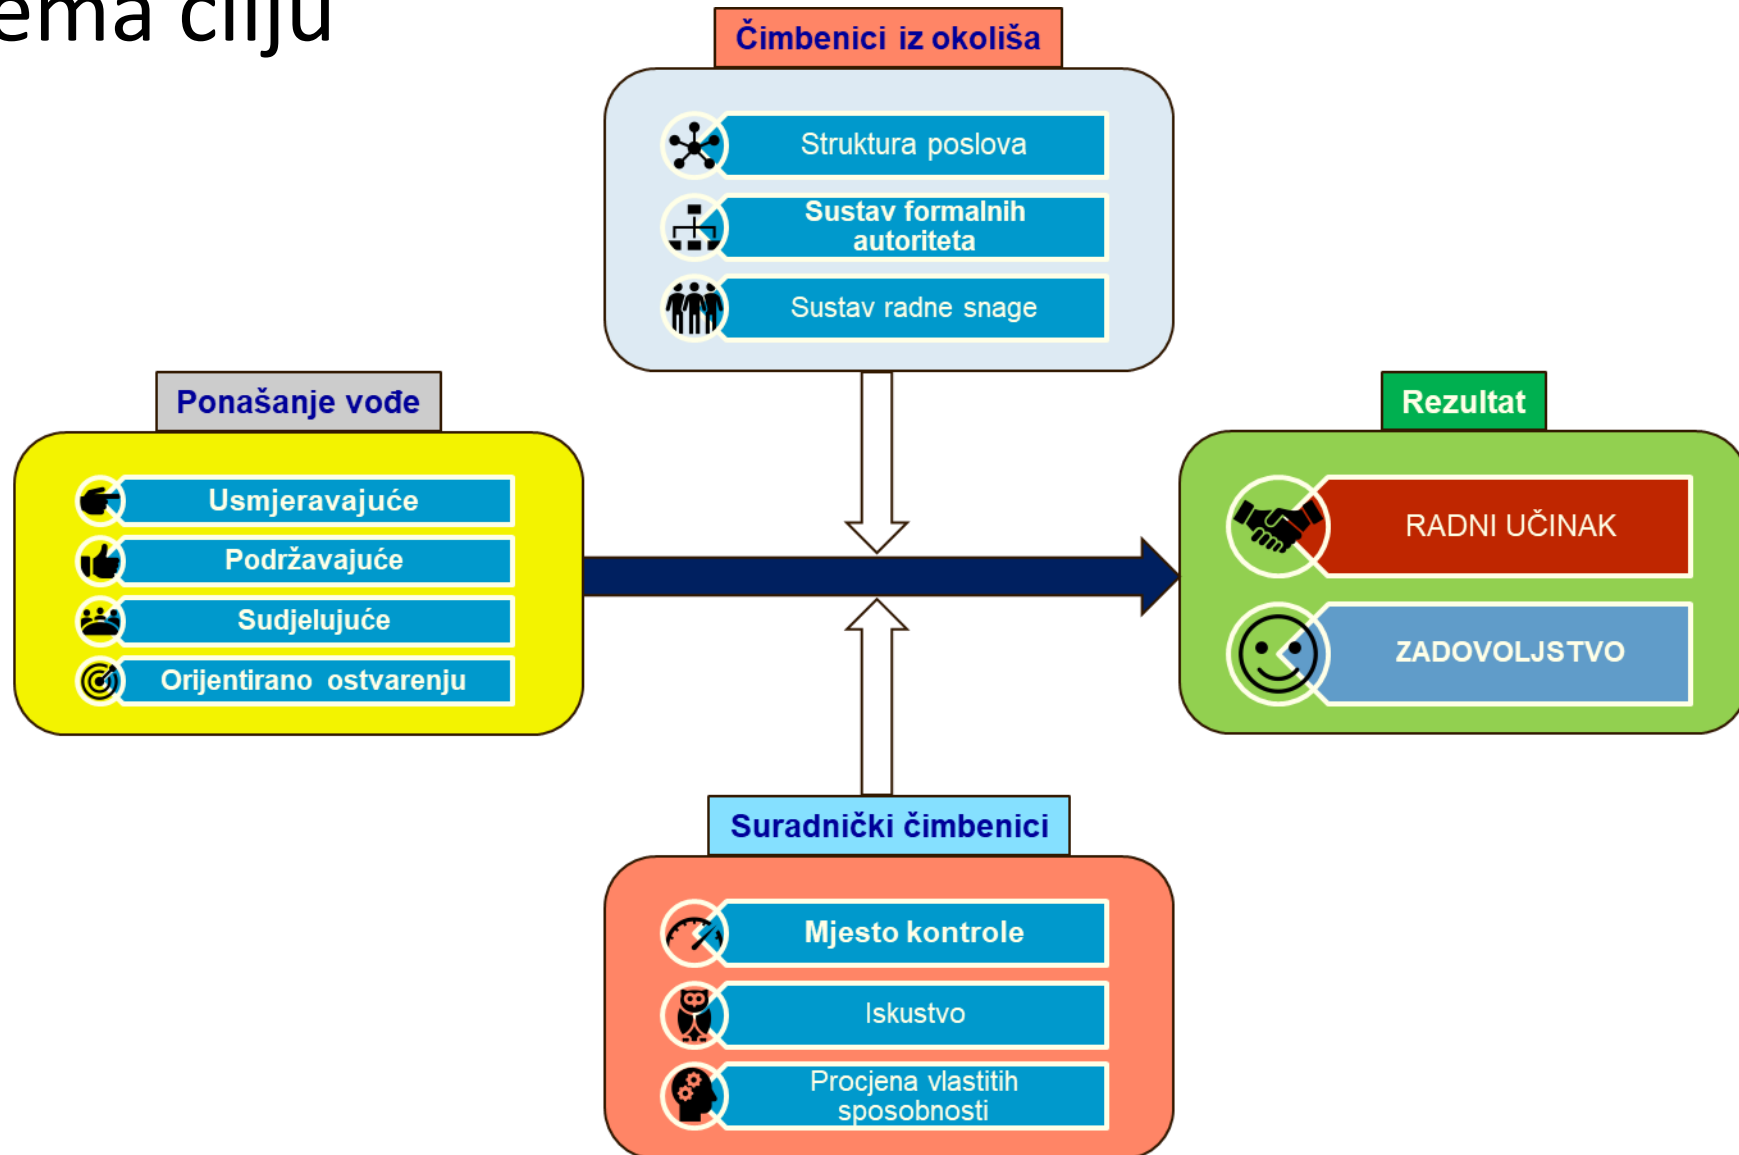 ema cilju
Čimbenici iz okoliša
Struktura poslova
Sustav formalnih
autoriteta
Sustav radne snage
Ponašanje vođe
Usmjeravajuće
Podržavajuće
Sudjelujuće
Orijentirano ostvarenju
Rezultat
RADNI UČINAK
ZADOVOLJSTVO
Suradnički čimbenici
Mjesto kontrole
Iskustvo
Procjena vlastitih
sposobnosti